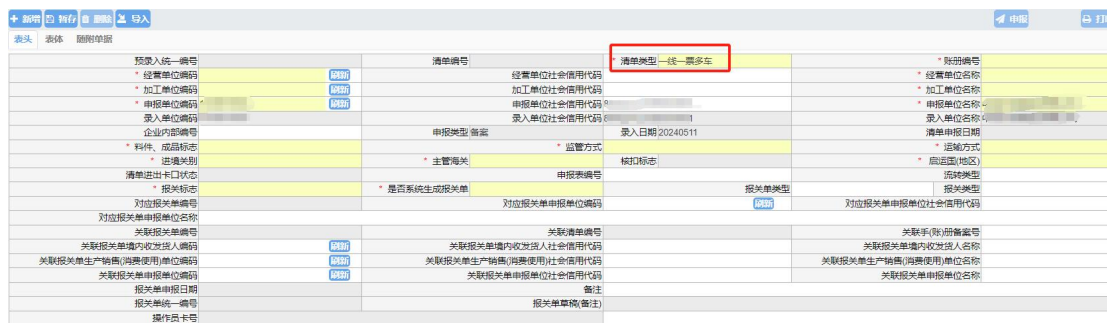 新增 暂存 删除 导入 申报
表头 表体 随附单据
预录入统一编号 清单编号 * 清单类型 一线一票多车 * 账册编号
* 经营单位编码 刷新 经营单位社会信用代码 * 经营单位名称
* 加工单位编码 刷新 加工单位社会信用代码 * 加工单位名称
* 申报单位编码 刷新 申报单位社会信用代码 * 申报单位名称
录入单位编码 录入单位社会信用代码 录入单位名称
企业内部编号 申报类型 备案 录入日期 20240511 清单申报日期
* 料件、成品标志 * 监管方式 * 运输方式
* 进境关别 * 主管海关 核扣标志 * 启运国(地区)
清单进出卡口状态 申报表编号 流转类型
* 报关标志 * 是否系统生成报关单 报关单类型 报关类型
对应报关单编号 对应报关单申报单位编码 刷新 对应报关单申报单位社会信用代码
对应报关单申报单位名称
关联报关单编号 关联清单编号 关联手(账)册备案号
关联报关单境内收发货人编码 刷新 关联报关单境内收发货人社会信用代码 关联报关单境内收发货人名称
关联报关单生产销售(消费使用)单位编码 刷新 关联报关单生产销售(消费使用)社会信用代码 关联报关单生产销售(消费使用)单位名称
关联报关单申报单位编码 刷新 关联报关单申报单位社会信用代码 关联报关单申报单位名称
报关单申报日期 备注
报关单统一编号 报关单草稿(备注)
操作员卡号